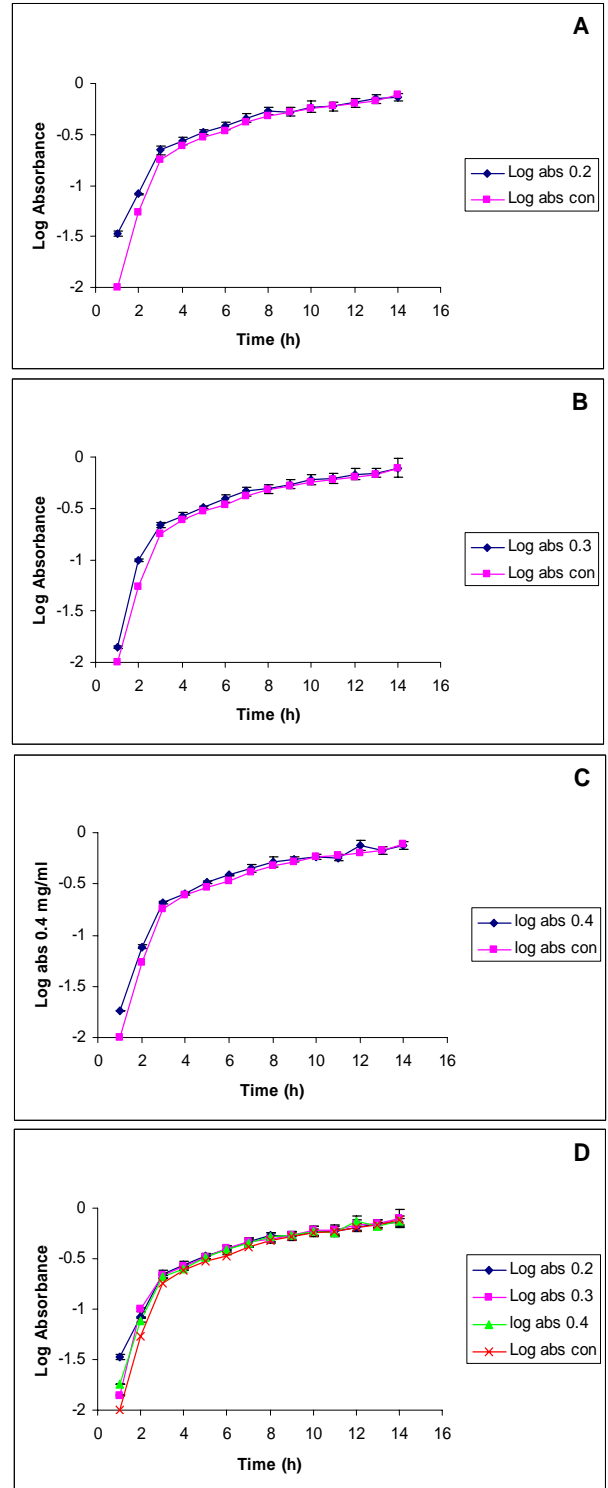 A
0
-0.5
-1
-1.5
-2
Log Absorbance
0 2 4 6 8 10 12 14 16
Time (h)
Log abs 0.2
Log abs con
B
0
-0.5
-1
-1.5
-2
Log Absorbance
0 2 4 6 8 10 12 14 16
Time (h)
Log abs 0.3
Log abs con
C
0
-0.5
-1
-1.5
-2
Log abs 0.4 mg/ml
0 2 4 6 8 10 12 14 16
Time (h)
log abs 0.4
log abs con
D
0
-0.5
-1
-1.5
-2
Log Absorbance
0 2 4 6 8 10 12 14 16
Time (h)
Log abs 0.2
Log abs 0.3
log abs 0.4
Log abs con